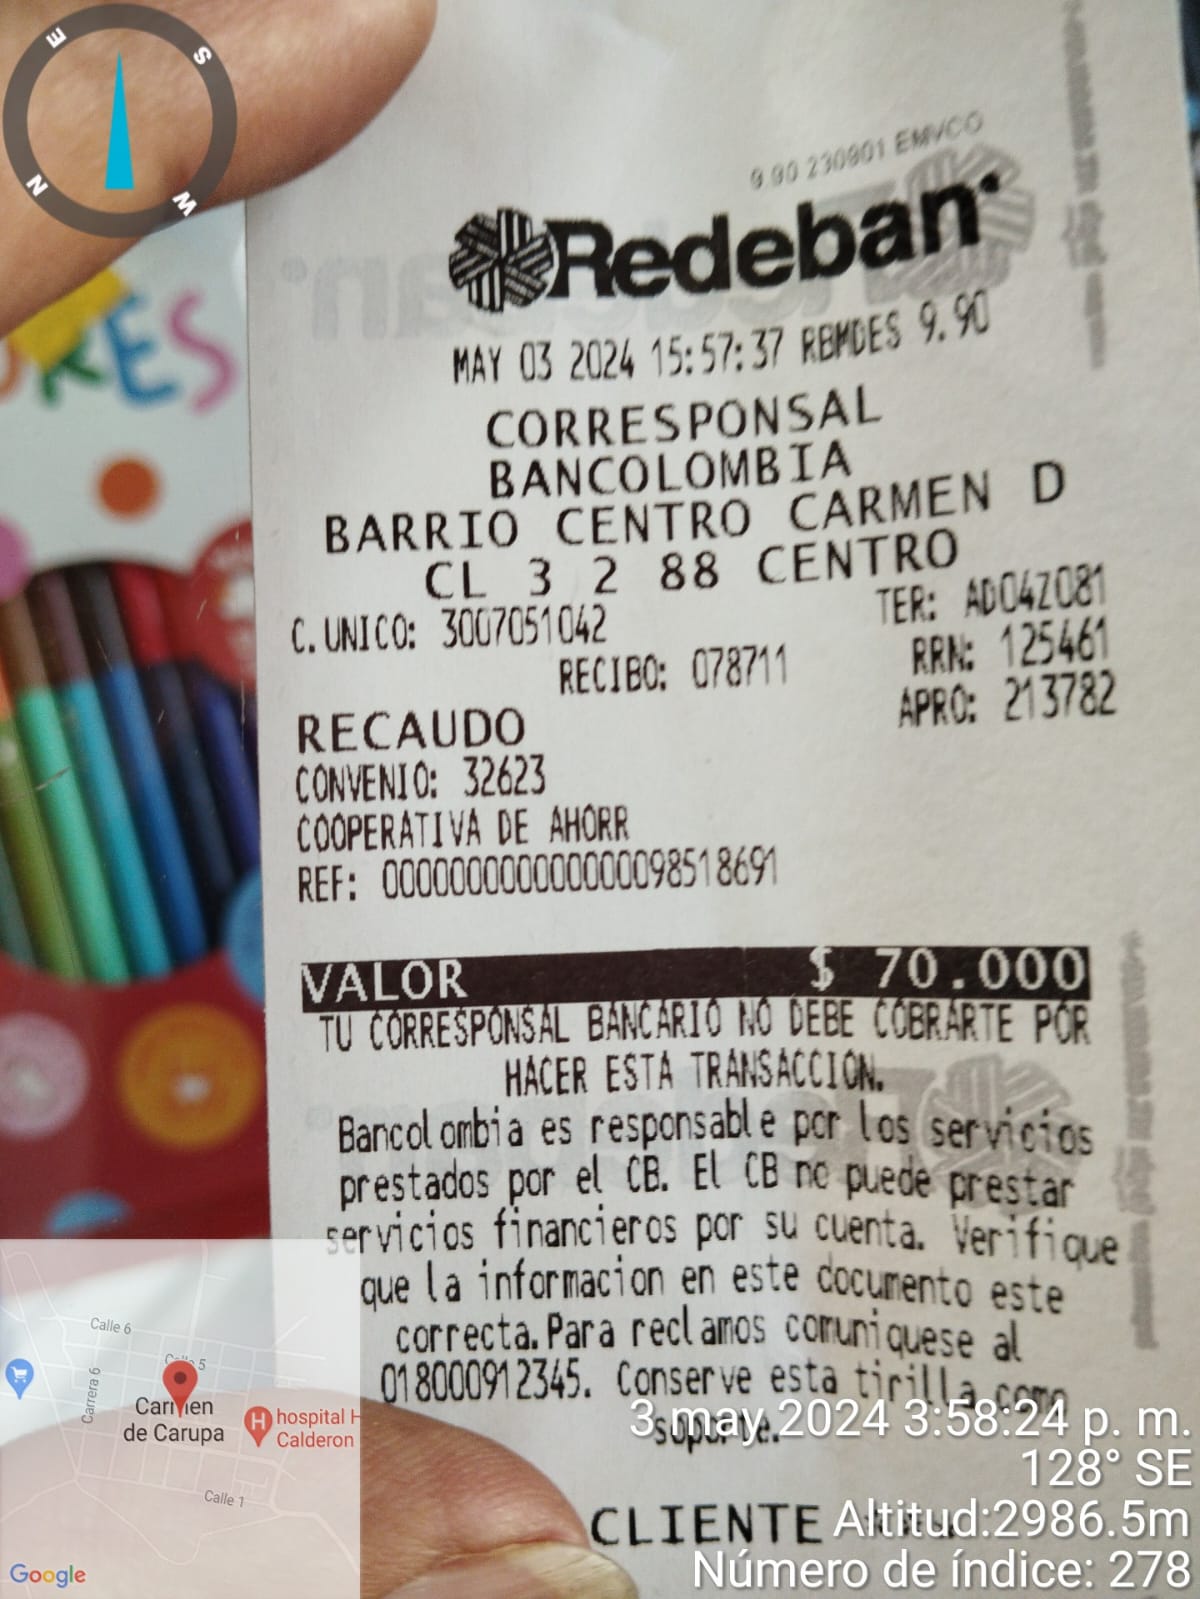 E
S
N
W
RES
9.90 230901 EMVCO
Redeban
MAY 03 2024 15:57:37 RBMDES 9.90
CORRESPONSAL
BANCOLOMBIA
BARRIO CENTRO CARMEN D
CL 3 2 88 CENTRO
C.UNICO: 3007051042 TER: AD04Z081
RECIBO: 078711 RRN: 125461
RECAUDO APRO: 213782
CONVENIO: 32623
COOPERATIVA DE AHORR
REF: 000000000000000098518691
VALOR $ 70.000
TU CORRESPONSAL BANCARIO NO DEBE COBRARTE POR
HACER ESTA TRANSACCION.
Bancolombia es responsable por los servicios
prestados por el CB. El CB no puede prestar
servicios financieros por su cuenta. Verifique
que la informacion en este documento este
correcta. Para reclamos comuniquese al
018000912345. Conserve esta tirilla como
soporte.
CLIENTE
3 may. 2024 3:58:24 p. m.
128° SE
Altitud:2986.5m
Número de índice: 278
Calle 6
Calle 5
Carrera 6
Carmen
de Carupa
hospital H
Calderon
Calle 1
Google